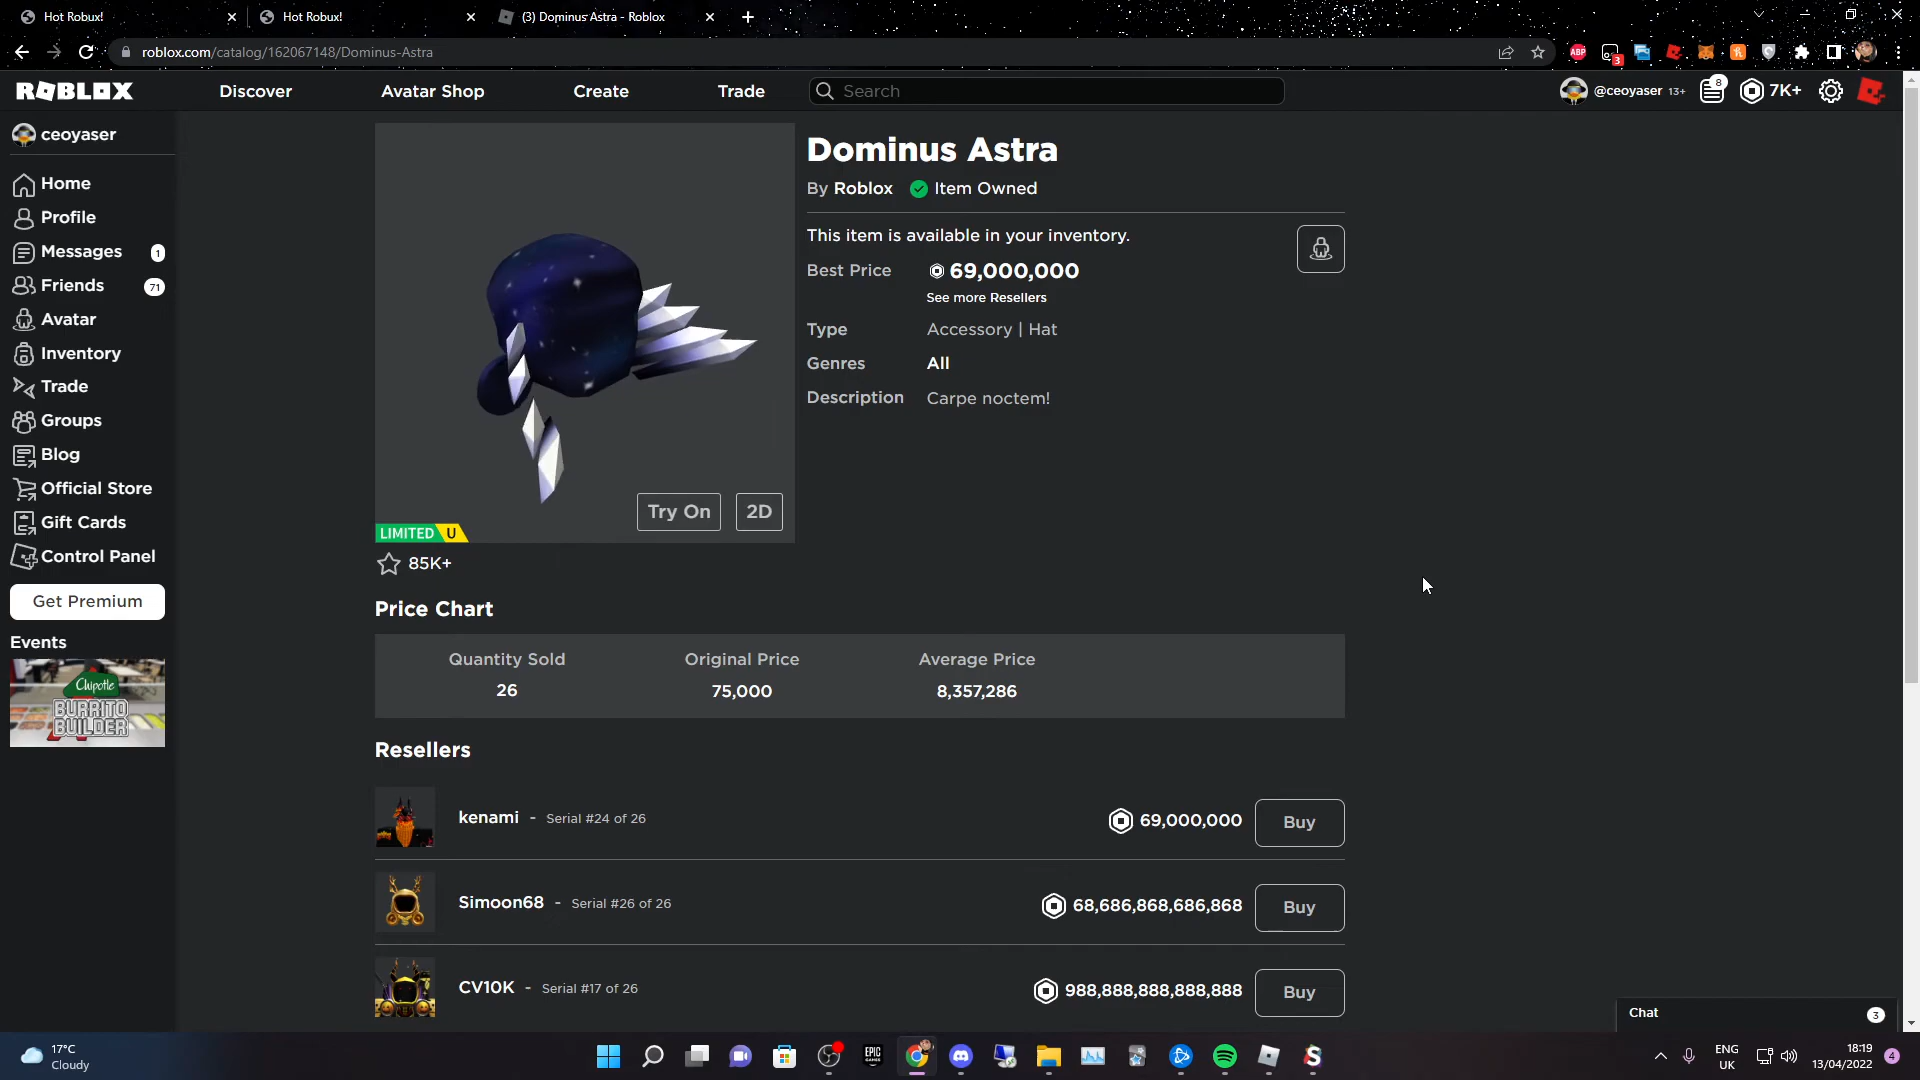 Hot Robux!
Hot Robux!
(3) Dominus Astra - Roblox
roblox.com/catalog/162067148/Dominus-Astra
ABP
3
ROBLOX
Discover
Avatar Shop
Create
Trade
Search
@ceoyaser 13+
8
7K+
ceoyaser
Home
Profile
Messages 1
Friends 71
Avatar
Inventory
Trade
Groups
Blog
Official Store
Gift Cards
Control Panel
Get Premium
Events
Chipotle
BURRITO
BUILDER
Try On
2D
LIMITED U
85K+
Dominus Astra
By Roblox Item Owned
This item is available in your inventory.
Best Price 69,000,000
See more Resellers
Type Accessory | Hat
Genres All
Description Carpe noctem!
Price Chart
Quantity Sold Original Price Average Price
26 75,000 8,357,286
Resellers
kenami - Serial #24 of 26 69,000,000 Buy
Simoon68 - Serial #26 of 26 68,686,868,686,868 Buy
CV10K - Serial #17 of 26 988,888,888,888,888 Buy
Chat 3
17°C
Cloudy
EPIC
GAMES
ENG
UK
18:19
13/04/2022
4